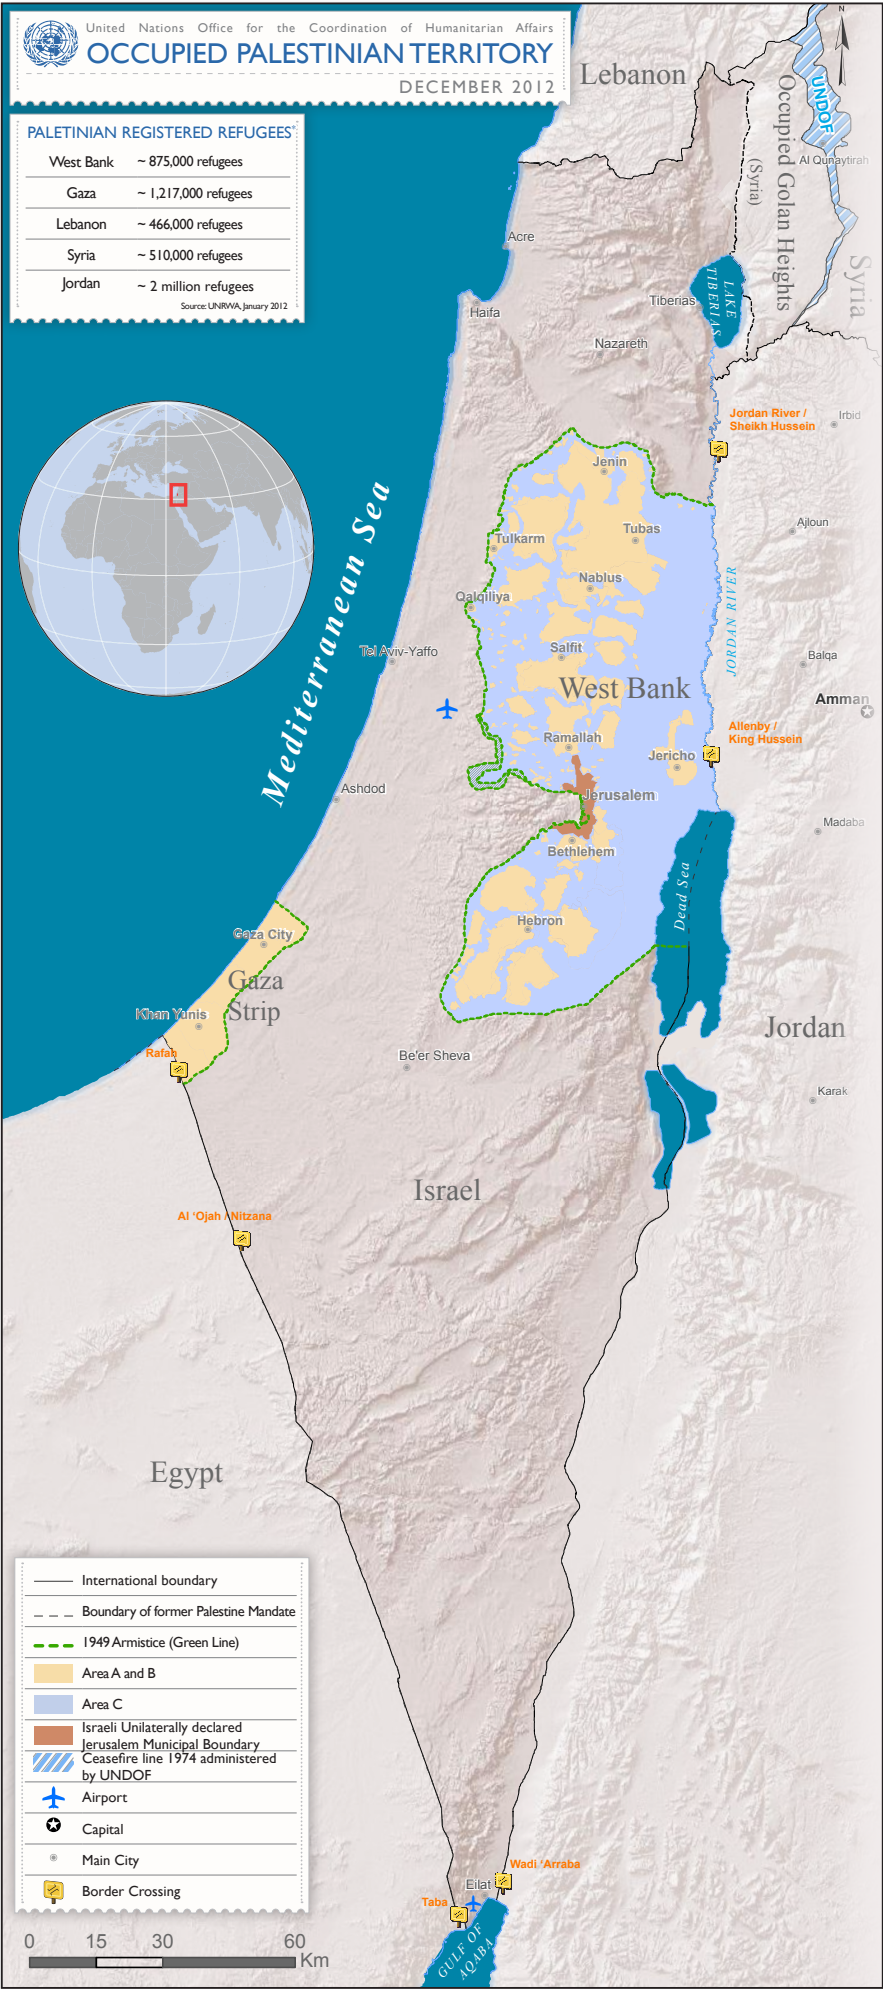 United Nations Office for the Coordination of Humanitarian Affairs
OCCUPIED PALESTINIAN TERRITORY
DECEMBER 2012
PALETINIAN REGISTERED REFUGEES*
West Bank ~ 875,000 refugees
Gaza ~ 1,217,000 refugees
Lebanon ~ 466,000 refugees
Syria ~ 510,000 refugees
Jordan ~ 2 million refugees
Source: UNRWA, January 2012
N
Lebanon
UNDOF
Occupied Golan Heights
(Syria)
Al Qunaytirah
Syria
Acre
Haifa
Tiberias
LAKE
TIBERIAS
Nazareth
Jordan River /
Sheikh Hussein
Irbid
Jenin
Mediterranean Sea
Tulkarm
Tubas
Ajloun
Nablus
Qalqiliya
JORDAN RIVER
Tel Aviv-Yaffo
Salfit
Balqa
West Bank
Amman
Ramallah
Allenby /
King Hussein
Jericho
Ashdod
Jerusalem
Madaba
Bethlehem
Dead Sea
Hebron
Gaza City
Gaza
Strip
Khan Yunis
Jordan
Rafah
Be'er Sheva
Karak
Israel
Al 'Ojah / Nitzana
Egypt
International boundary
Boundary of former Palestine Mandate
1949 Armistice (Green Line)
Area A and B
Area C
Israeli Unilaterally declared
Jerusalem Municipal Boundary
Ceasefire line 1974 administered
by UNDOF
Airport
Capital
Main City
Border Crossing
Wadi 'Arraba
Eilat
Taba
GULF OF
AQABA
0 15 30 60
Km